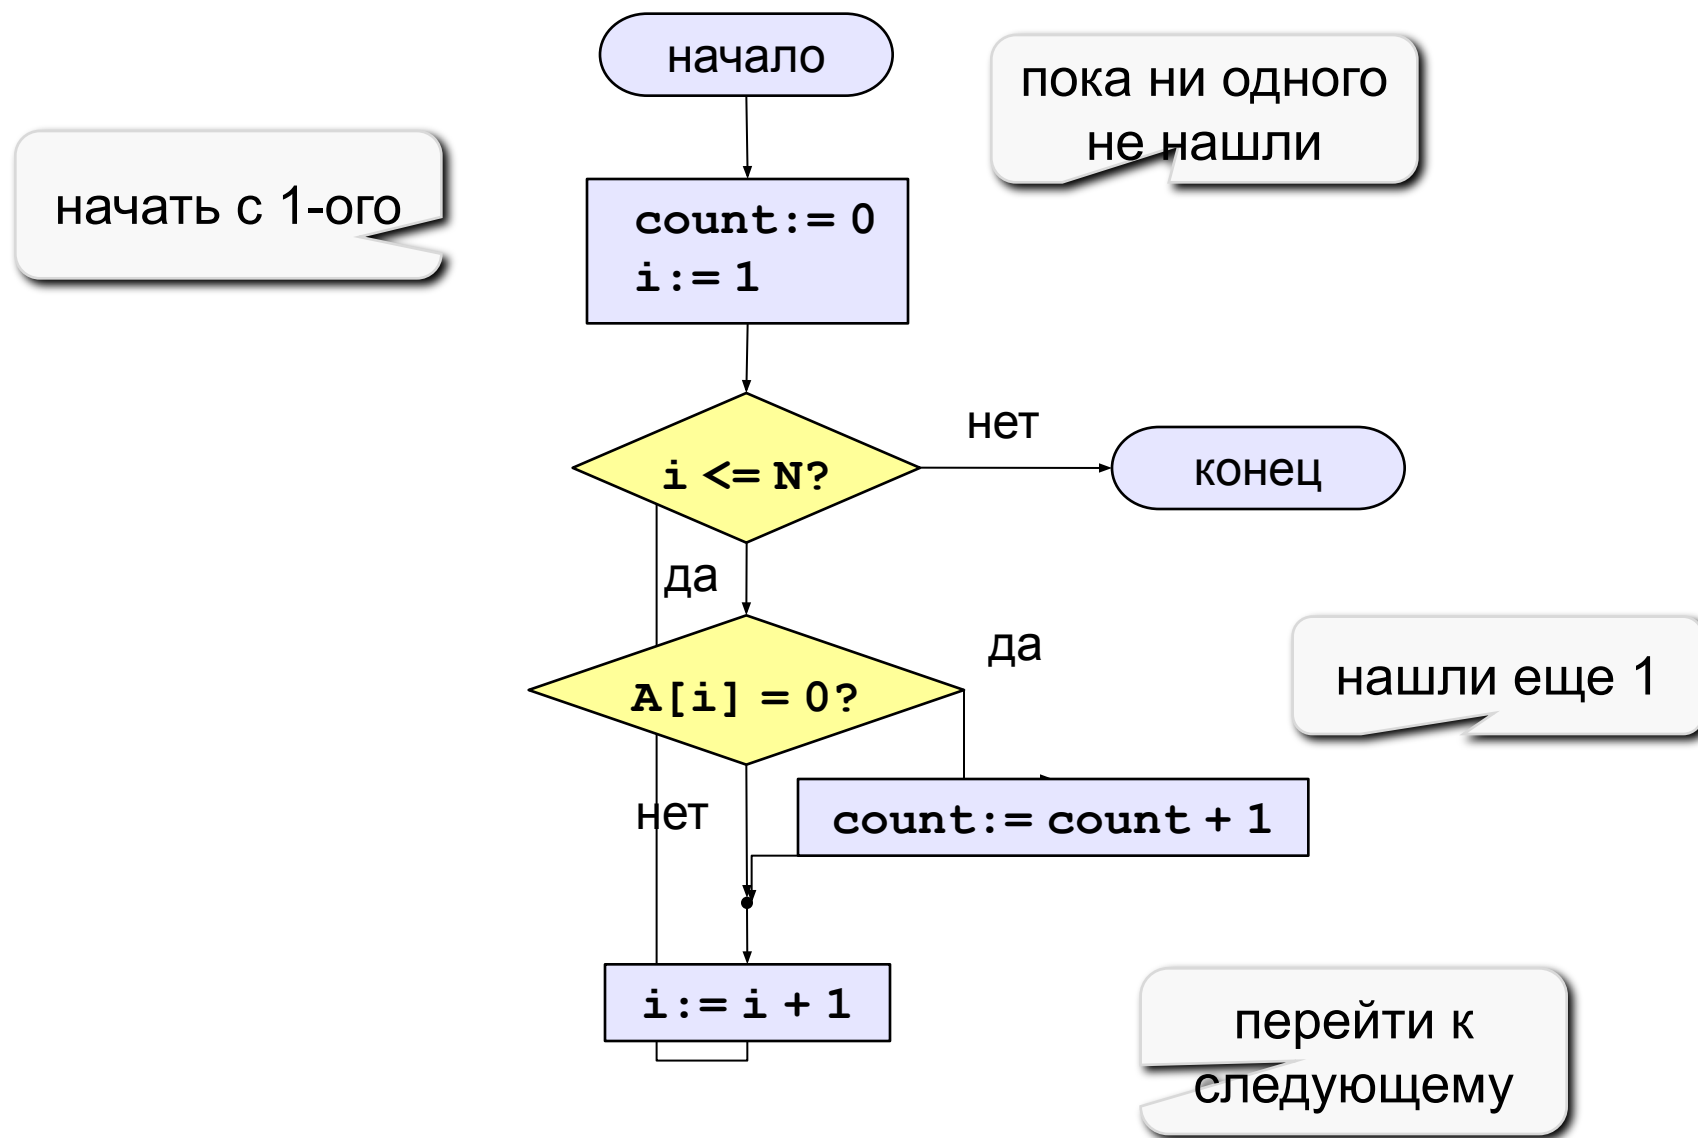 начало
пока ни одного
не нашли
начать с 1-ого
count:= 0
i:= 1
i <= N?
нет
конец
да
A[i] = 0?
да
нашли еще 1
нет
count:= count + 1
i:= i + 1
перейти к
следующему